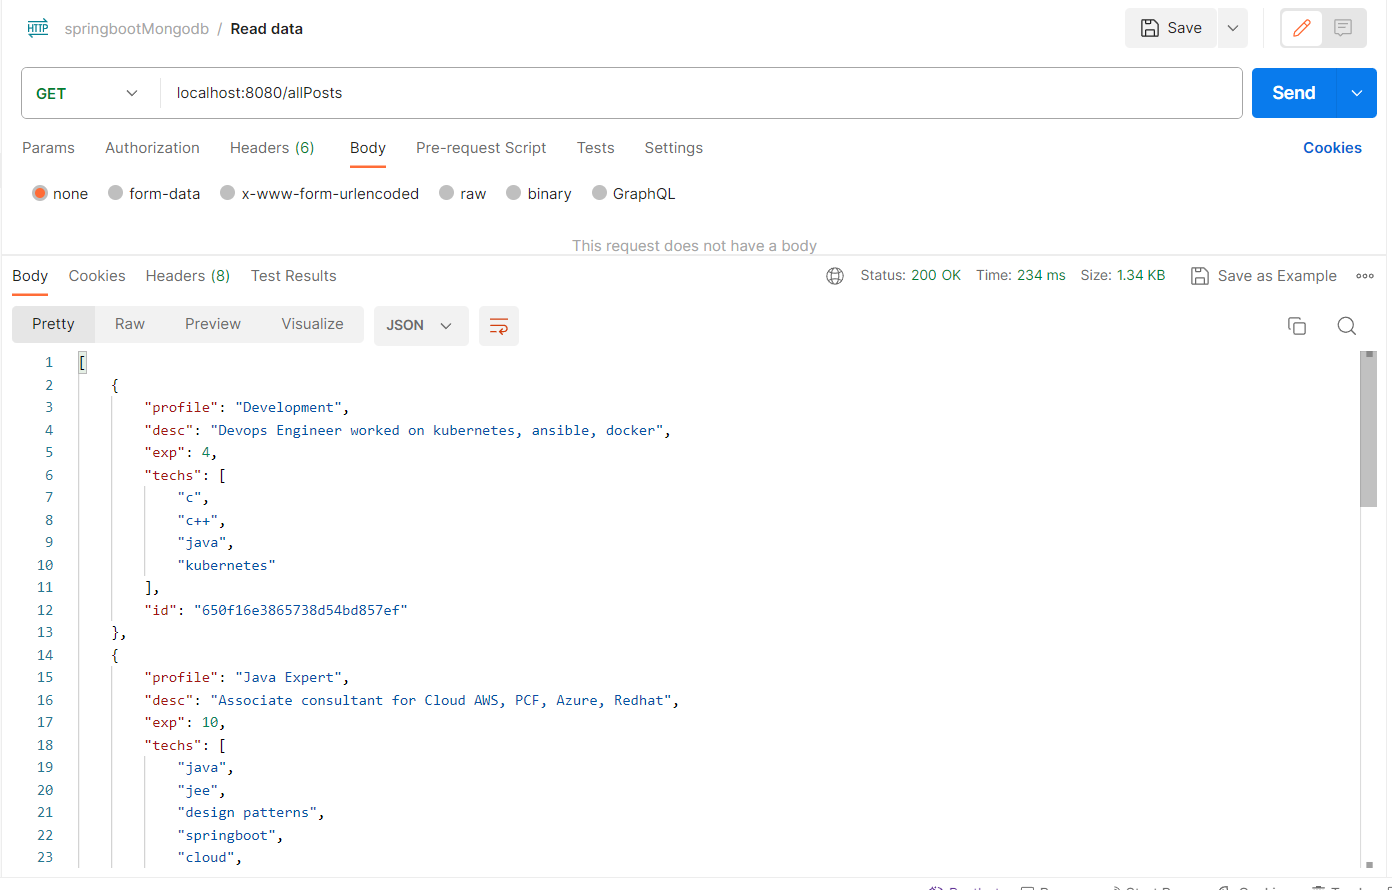 HTTP springbootMongodb / Read data Save
GET localhost:8080/allPosts Send
Params Authorization Headers (6) Body Pre-request Script Tests Settings Cookies
none form-data x-www-form-urlencoded raw binary GraphQL
This request does not have a body
Body Cookies Headers (8) Test Results Status: 200 OK Time: 234 ms Size: 1.34 KB Save as Example
Pretty Raw Preview Visualize JSON
1 [
2 {
3 "profile": "Development",
4 "desc": "Devops Engineer worked on kubernetes, ansible, docker",
5 "exp": 4,
6 "techs": [
7 "c",
8 "c++",
9 "java",
10 "kubernetes"
11 ],
12 "id": "650f16e3865738d54bd857ef"
13 },
14 {
15 "profile": "Java Expert",
16 "desc": "Associate consultant for Cloud AWS, PCF, Azure, Redhat",
17 "exp": 10,
18 "techs": [
19 "java",
20 "jee",
21 "design patterns",
22 "springboot",
23 "cloud",